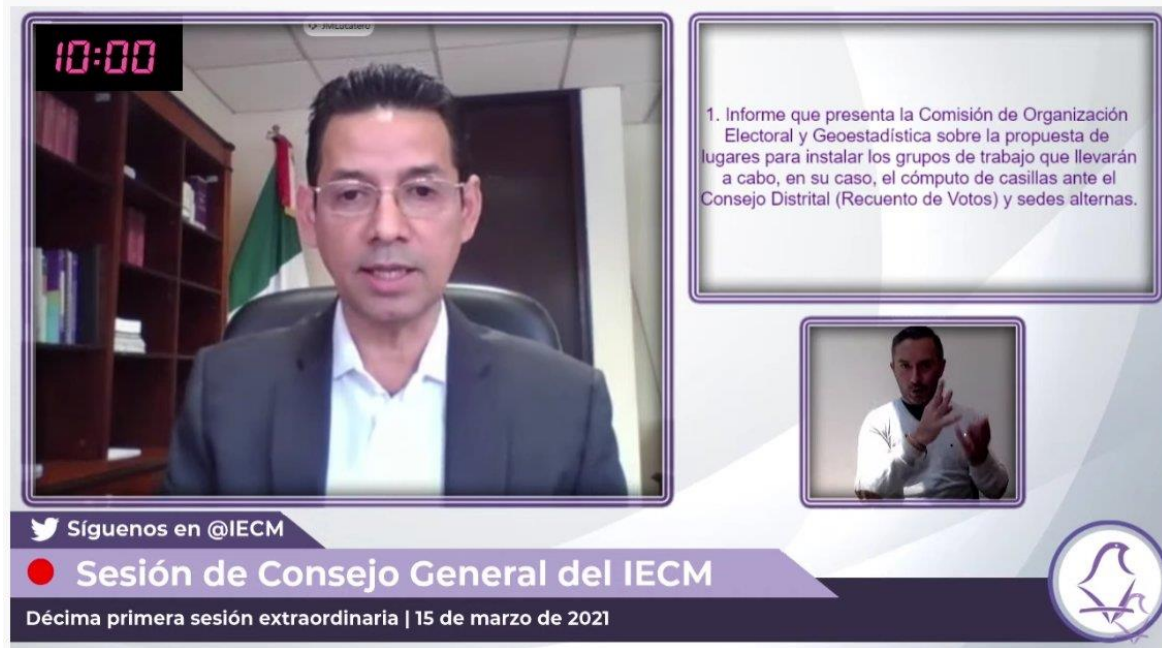 10:00
1. Informe que presenta la Comisión de Organización
Electoral y Geoestadística sobre la propuesta de
lugares para instalar los grupos de trabajo que llevarán
a cabo, en su caso, el cómputo de casillas ante el
Consejo Distrital (Recuento de Votos) y sedes alternas.
Síguenos en @IECM
Sesión de Consejo General del IECM
Décima primera sesión extraordinaria | 15 de marzo de 2021